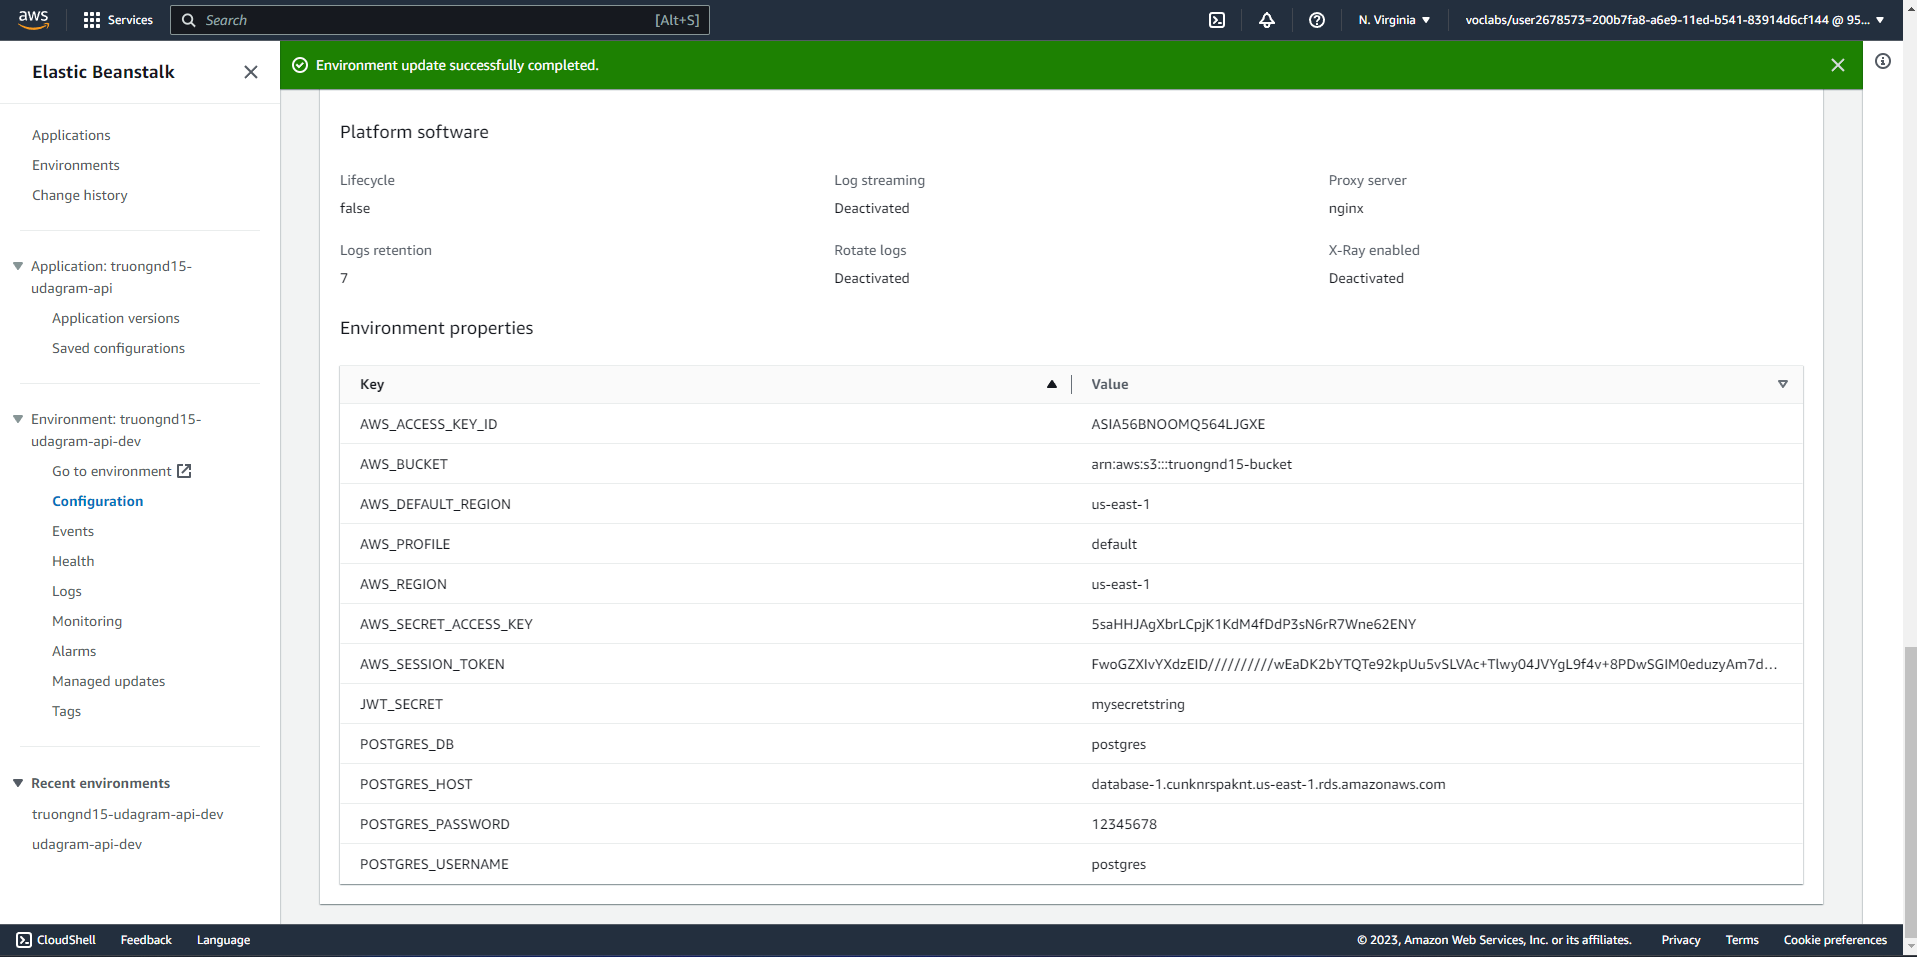 aws
Services
Search
[Alt+S]
N. Virginia
voclabs/user2678573=200b7fa8-a6e9-11ed-b541-83914d6cf144 @ 95...
Elastic Beanstalk
Environment update successfully completed.
Applications
Environments
Change history
Application: truongnd15-
udagram-api
Application versions
Saved configurations
Environment: truongnd15-
udagram-api-dev
Go to environment
Configuration
Events
Health
Logs
Monitoring
Alarms
Managed updates
Tags
Recent environments
truongnd15-udagram-api-dev
udagram-api-dev
Platform software
Lifecycle
false
Log streaming
Deactivated
Proxy server
nginx
Logs retention
7
Rotate logs
Deactivated
X-Ray enabled
Deactivated
Environment properties
Key Value
AWS_ACCESS_KEY_ID ASIA56BNOOMQ564LJGXE
AWS_BUCKET arn:aws:s3:::truongnd15-bucket
AWS_DEFAULT_REGION us-east-1
AWS_PROFILE default
AWS_REGION us-east-1
AWS_SECRET_ACCESS_KEY 5saHHJAgXbrLCpjK1KdM4fDdP3sN6rR7Wne62ENY
AWS_SESSION_TOKEN FwoGZXIvYXdzEID//////////wEaDK2bYTQTe92kpUu5vSLVAc+Tlwy04JVYgL9f4v+8PDwSGIM0eduzyAm7d...
JWT_SECRET mysecretstring
POSTGRES_DB postgres
POSTGRES_HOST database-1.cunknrspaknt.us-east-1.rds.amazonaws.com
POSTGRES_PASSWORD 12345678
POSTGRES_USERNAME postgres
CloudShell
Feedback
Language
© 2023, Amazon Web Services, Inc. or its affiliates.
Privacy
Terms
Cookie preferences